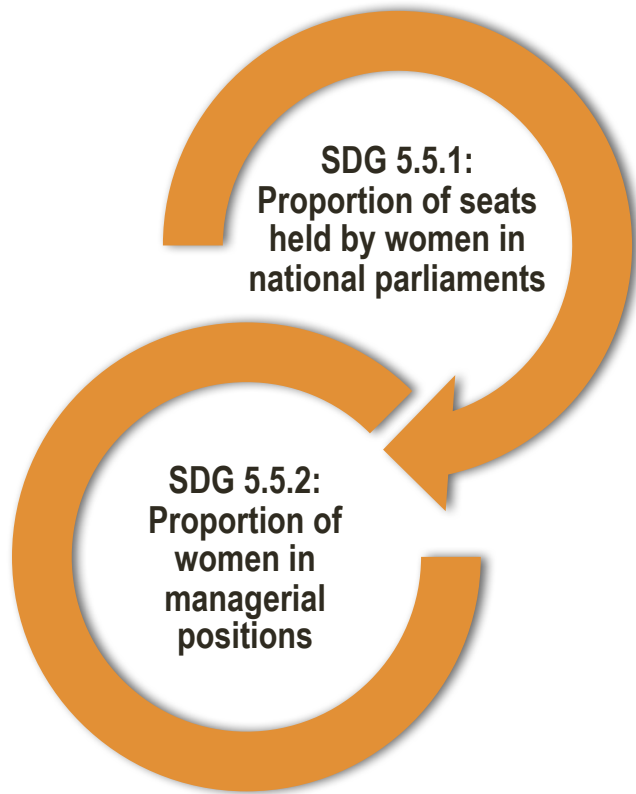 SDG 5.5.1:
Proportion of seats
held by women in
national parliaments
SDG 5.5.2:
Proportion of
women in
managerial
positions